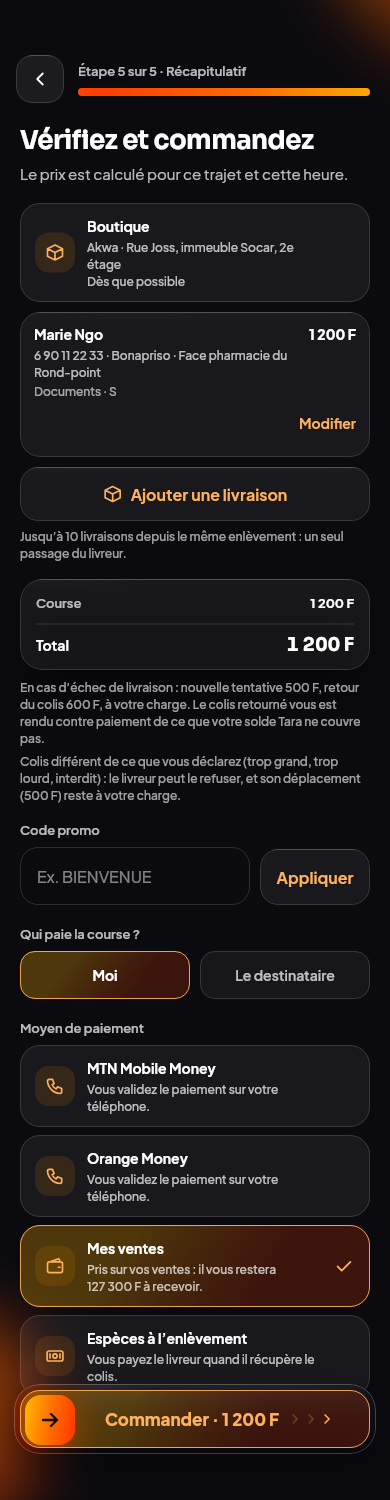 Étape 5 sur 5 · Récapitulatif
Vérifiez et commandez
Le prix est calculé pour ce trajet et cette heure.
Boutique
Akwa · Rue Joss, immeuble Socar, 2e
étage
Dès que possible
Marie Ngo 1 200 F
6 90 11 22 33 · Bonapriso · Face pharmacie du
Rond-point
Documents · S
Modifier
Ajouter une livraison
Jusqu'à 10 livraisons depuis le même enlèvement : un seul
passage du livreur.
Course 1 200 F
Total 1 200 F
En cas d'échec de livraison : nouvelle tentative 500 F, retour
du colis 600 F, à votre charge. Le colis retourné vous est
rendu contre paiement de ce que votre solde Tara ne couvre
pas.
Colis différent de ce que vous déclarez (trop grand, trop
lourd, interdit) : le livreur peut le refuser, et son déplacement
(500 F) reste à votre charge.
Code promo
Ex. BIENVENUE Appliquer
Qui paie la course ?
Moi Le destinataire
Moyen de paiement
MTN Mobile Money
Vous validez le paiement sur votre
téléphone.
Orange Money
Vous validez le paiement sur votre
téléphone.
Mes ventes
Pris sur vos ventes : il vous restera
127 300 F à recevoir.
Espèces à l'enlèvement
Vous payez le livreur quand il récupère le
colis.
Commander · 1 200 F